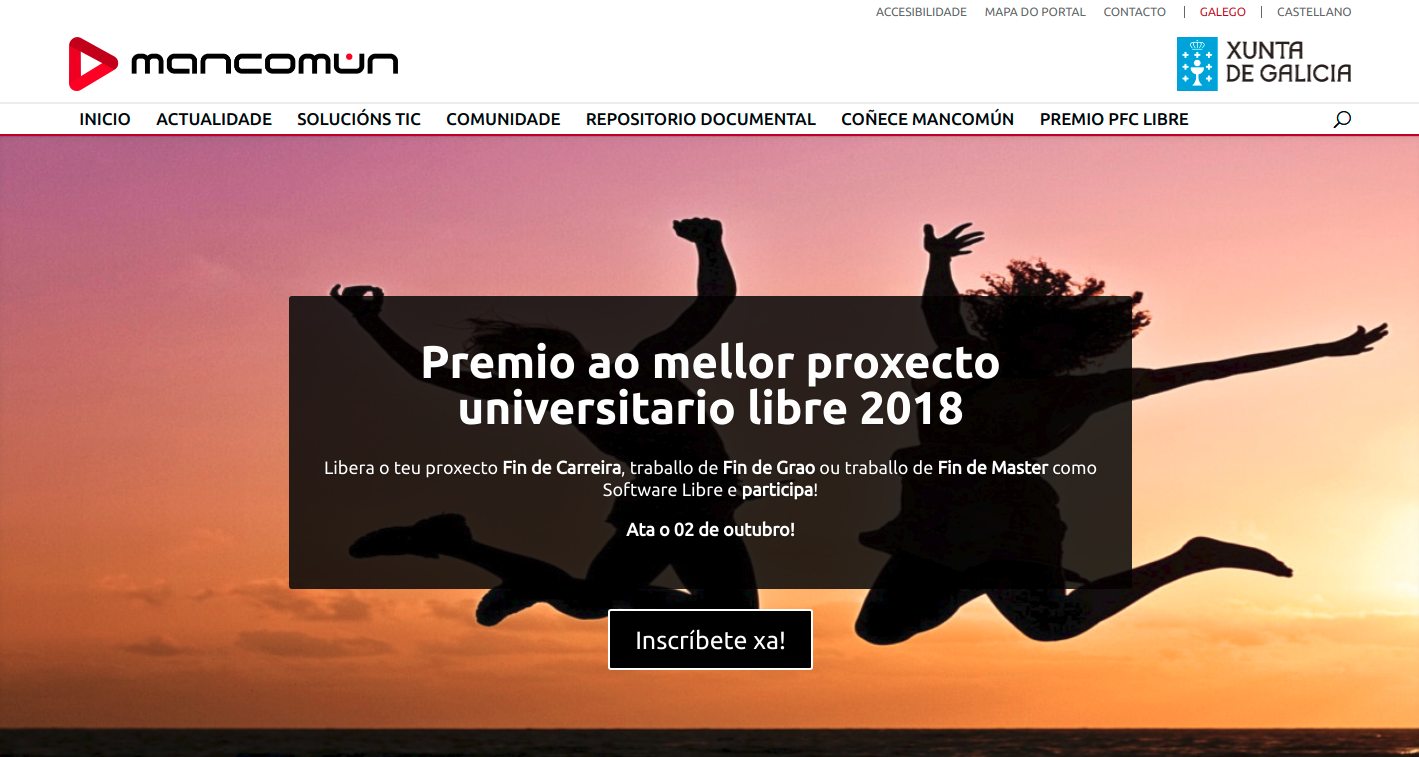 ACCESIBILIDADE MAPA DO PORTAL CONTACTO | GALEGO | CASTELLANO
mancomún
XUNTA
DE GALICIA
INICIO ACTUALIDADE SOLUCIÓNS TIC COMUNIDADE REPOSITORIO DOCUMENTAL COÑECE MANCOMÚN PREMIO PFC LIBRE
Premio ao mellor proxecto
universitario libre 2018
Libera o teu proxecto Fin de Carreira, traballo de Fin de Grao ou traballo de Fin de Master como
Software Libre e participa!
Ata o 02 de outubro!
Inscríbete xa!